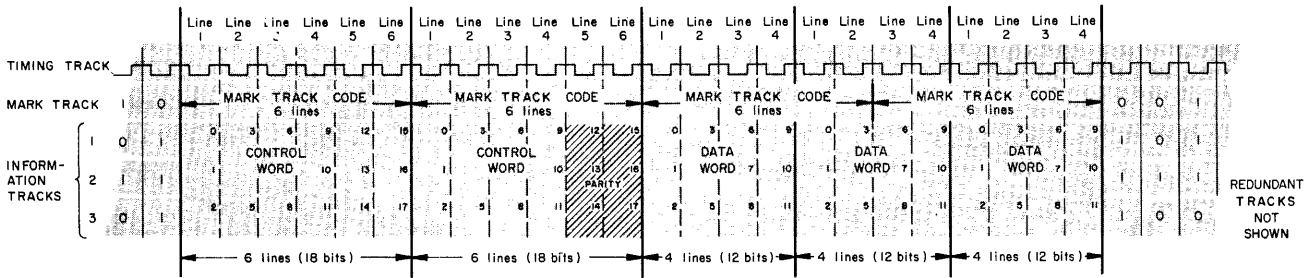 Line Line Line Line Line Line Line Line Line Line Line Line Line Line Line Line Line Line Line Line Line Line Line Line
1 2 3 4 5 6 1 2 3 4 5 6 1 2 3 4 1 2 3 4 1 2 3 4
TIMING TRACK
MARK TRACK 1 0 MARK TRACK CODE MARK TRACK CODE MARK TRACK CODE MARK TRACK CODE 0 0 1
6 lines 6 lines 6 lines 6 lines
1 0 1 0 3 6 9 12 15 0 3 6 9 12 15 0 3 6 9 0 3 6 9 0 3 6 9 1 0 1
INFORM-
ATION
TRACKS
CONTROL
WORD
CONTROL
WORD
DATA
WORD
DATA
WORD
DATA
WORD
2 1 1 1 10 13 16 1 10 13 16 1 7 10 1 7 10 1 7 10 1 1 1
PARITY
3 0 1 2 5 8 11 14 17 2 5 8 11 14 17 2 5 8 11 2 5 8 11 2 5 8 11 1 0 0
REDUNDANT
TRACKS
NOT
SHOWN
6 lines (18 bits) 6 lines (18 bits) 4 lines (12 bits) 4 lines (12 bits) 4 lines (12 bits)